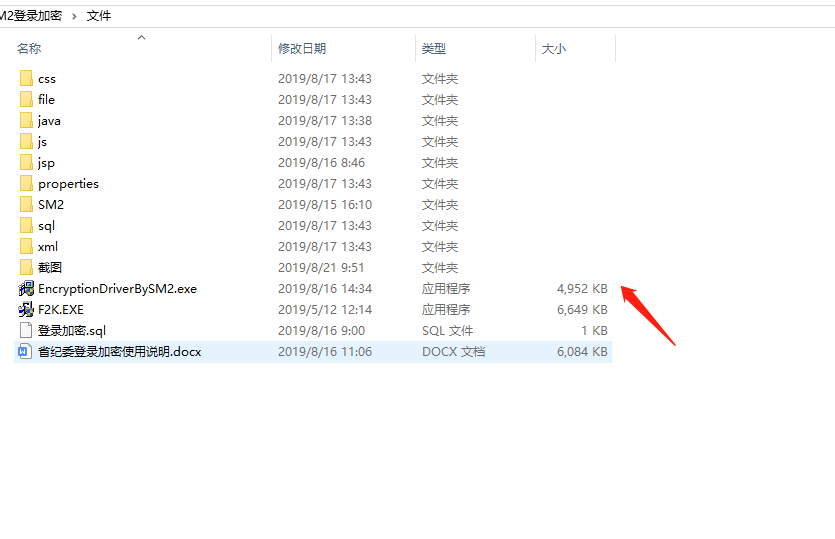 M2登录加密 › 文件
名称 修改日期 类型 大小
css 2019/8/17 13:43 文件夹
file 2019/8/17 13:43 文件夹
java 2019/8/17 13:38 文件夹
js 2019/8/17 13:43 文件夹
jsp 2019/8/16 8:46 文件夹
properties 2019/8/17 13:43 文件夹
SM2 2019/8/15 16:10 文件夹
sql 2019/8/17 13:43 文件夹
xml 2019/8/17 13:43 文件夹
截图 2019/8/21 9:51 文件夹
EncryptionDriverBySM2.exe 2019/8/16 14:34 应用程序 4,952 KB
F2K.EXE 2019/5/12 12:14 应用程序 6,649 KB
登录加密.sql 2019/8/16 9:00 SQL 文件 1 KB
省纪委登录加密使用说明.docx 2019/8/16 11:06 DOCX 文档 6,084 KB